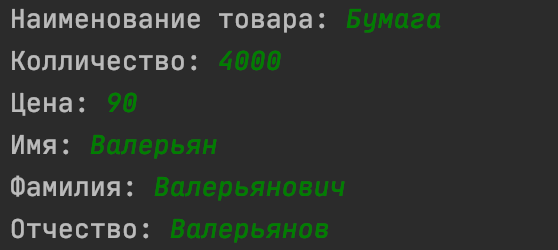 Наименование товара: Бумага
Колличество: 4000
Цена: 90
Имя: Валерьян
Фамилия: Валерьянович
Отчество: Валерьянов